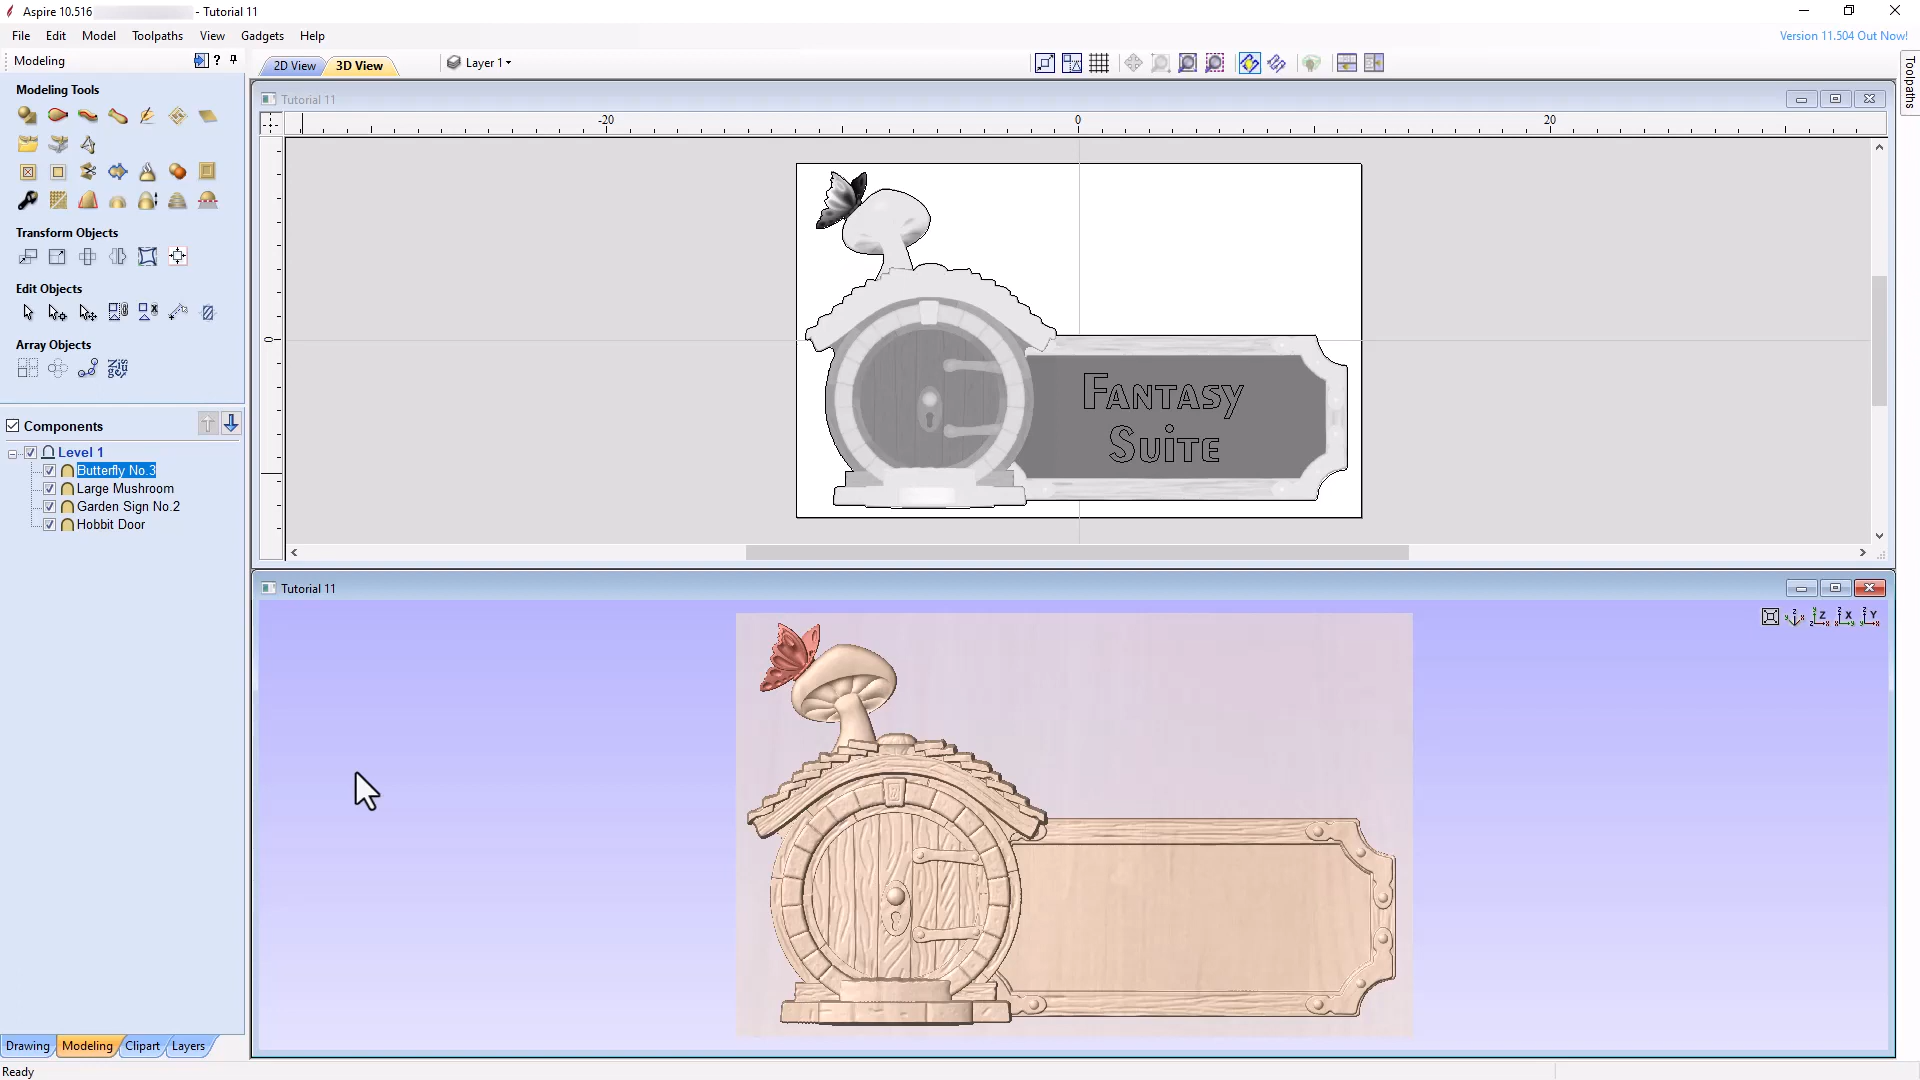 Aspire 10.516 - Tutorial 11
File Edit Model Toolpaths View Gadgets Help
Version 11.504 Out Now!
Modeling ?
2D View 3D View Layer 1
Toolpaths
Modeling Tools
Tutorial 11
-20 0 20
0
Transform Objects
Edit Objects
Array Objects
Fantasy
Suite
Components
Level 1
Butterfly No.3
Large Mushroom
Garden Sign No.2
Hobbit Door
Tutorial 11
Drawing Modeling Clipart Layers
Ready